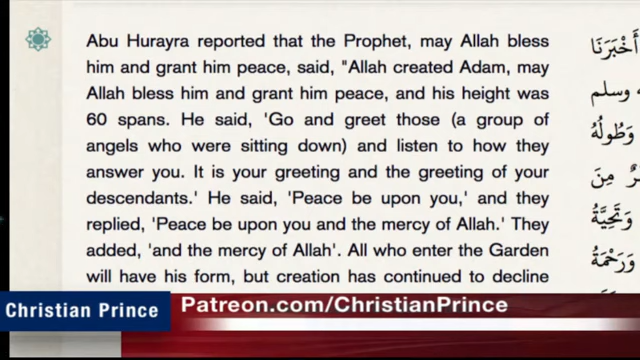 Abu Hurayra reported that the Prophet, may Allah bless
him and grant him peace, said, "Allah created Adam, may
Allah bless him and grant him peace, and his height was
60 spans. He said, 'Go and greet those (a group of
angels who were sitting down) and listen to how they
answer you. It is your greeting and the greeting of your
descendants.' He said, 'Peace be upon you,' and they
replied, 'Peace be upon you and the mercy of Allah.' They
added, 'and the mercy of Allah'. All who enter the Garden
will have his form, but creation has continued to decline
أَخْبَرَنَا
وسلم
وَطُولُهُ
مِنَ
وَتَحِيَّةُ
وَرَحْمَةُ
Christian Prince
Patreon.com/ChristianPrince